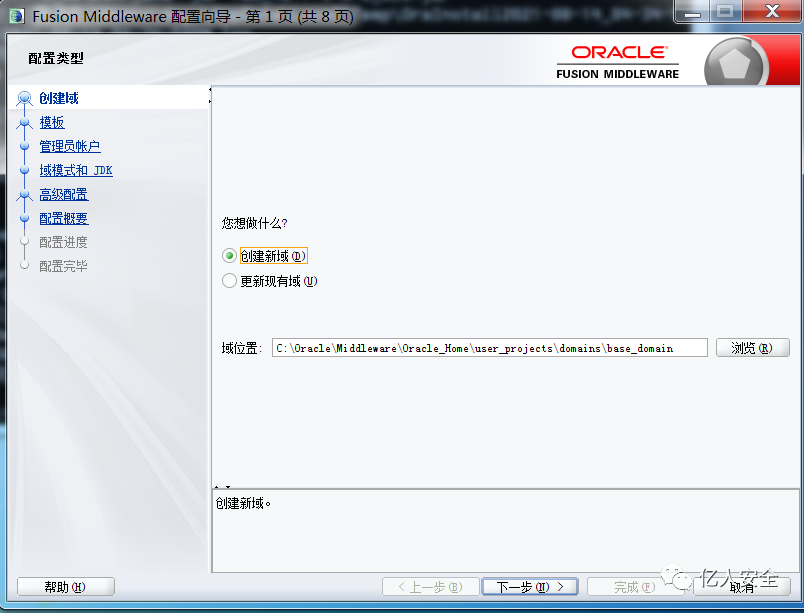 Fusion Middleware 配置向导 - 第 1 页 (共 8 页)
配置类型
ORACLE
FUSION MIDDLEWARE
创建域
模板
管理员帐户
域模式和 JDK
高级配置
配置概要
配置进度
配置完毕
您想做什么?
创建新域(D)
更新现有域(U)
域位置: C:\Oracle\Middleware\Oracle_Home\user_projects\domains\base_domain 浏览(R)
创建新域。
帮助(H) < 上一步(B) 下一步(N) > 完成(F) 取消
亿人安全